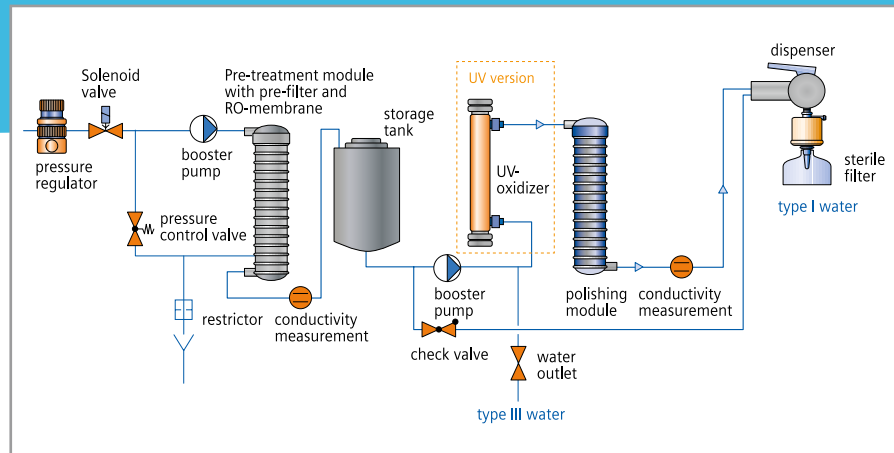 Solenoid
valve
Pre-treatment module
with pre-filter and
RO-membrane
storage
tank
UV version
dispenser
pressure
regulator
booster
pump
UV-
oxidizer
sterile
filter
type I water
pressure
control valve
restrictor
conductivity
measurement
booster
pump
polishing
module
conductivity
measurement
check valve
water
outlet
type III water